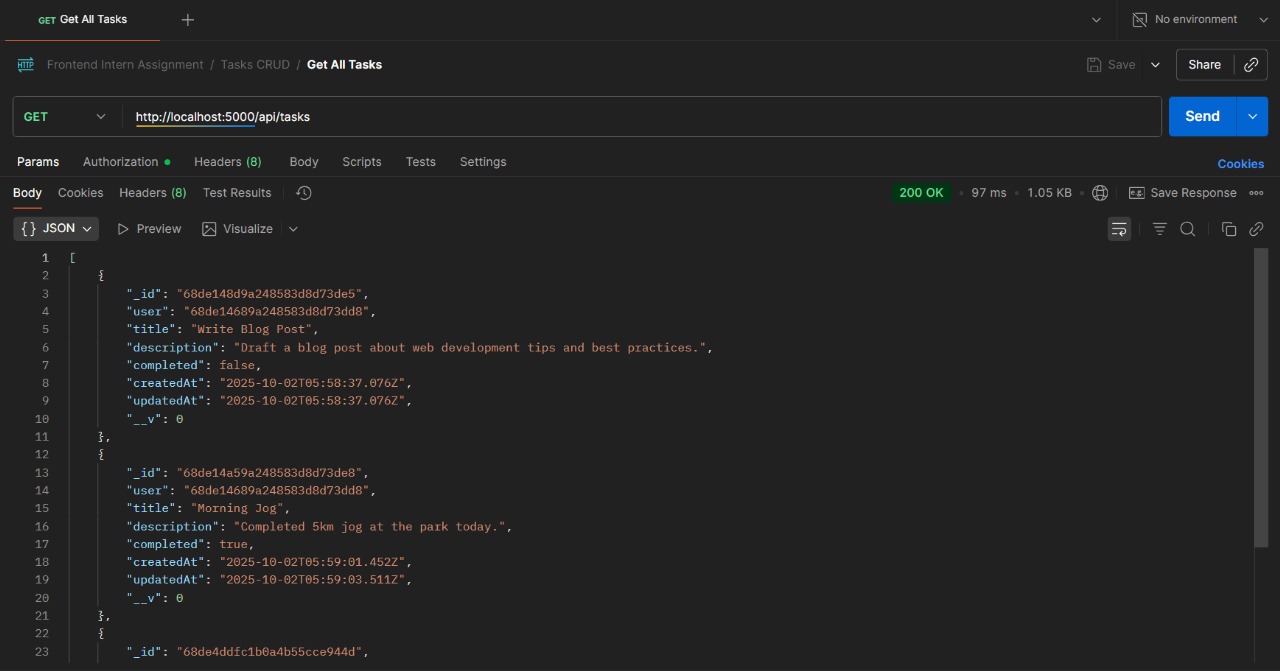 GET Get All Tasks
No environment
HTTP Frontend Intern Assignment / Tasks CRUD / Get All Tasks
Save
Share
GET http://localhost:5000/api/tasks
Send
Params Authorization Headers (8) Body Scripts Tests Settings
Cookies
Body Cookies Headers (8) Test Results
200 OK • 97 ms • 1.05 KB • e.g. Save Response
{} JSON Preview Visualize
1 [
2 {
3 "_id": "68de148d9a248583d8d73de5",
4 "user": "68de14689a248583d8d73dd8",
5 "title": "Write Blog Post",
6 "description": "Draft a blog post about web development tips and best practices.",
7 "completed": false,
8 "createdAt": "2025-10-02T05:58:37.076Z",
9 "updatedAt": "2025-10-02T05:58:37.076Z",
10 "__v": 0
11 },
12 {
13 "_id": "68de14a59a248583d8d73de8",
14 "user": "68de14689a248583d8d73dd8",
15 "title": "Morning Jog",
16 "description": "Completed 5km jog at the park today.",
17 "completed": true,
18 "createdAt": "2025-10-02T05:59:01.452Z",
19 "updatedAt": "2025-10-02T05:59:03.511Z",
20 "__v": 0
21 },
22 {
23 "_id": "68de4ddfc1b0a4b55cce944d",